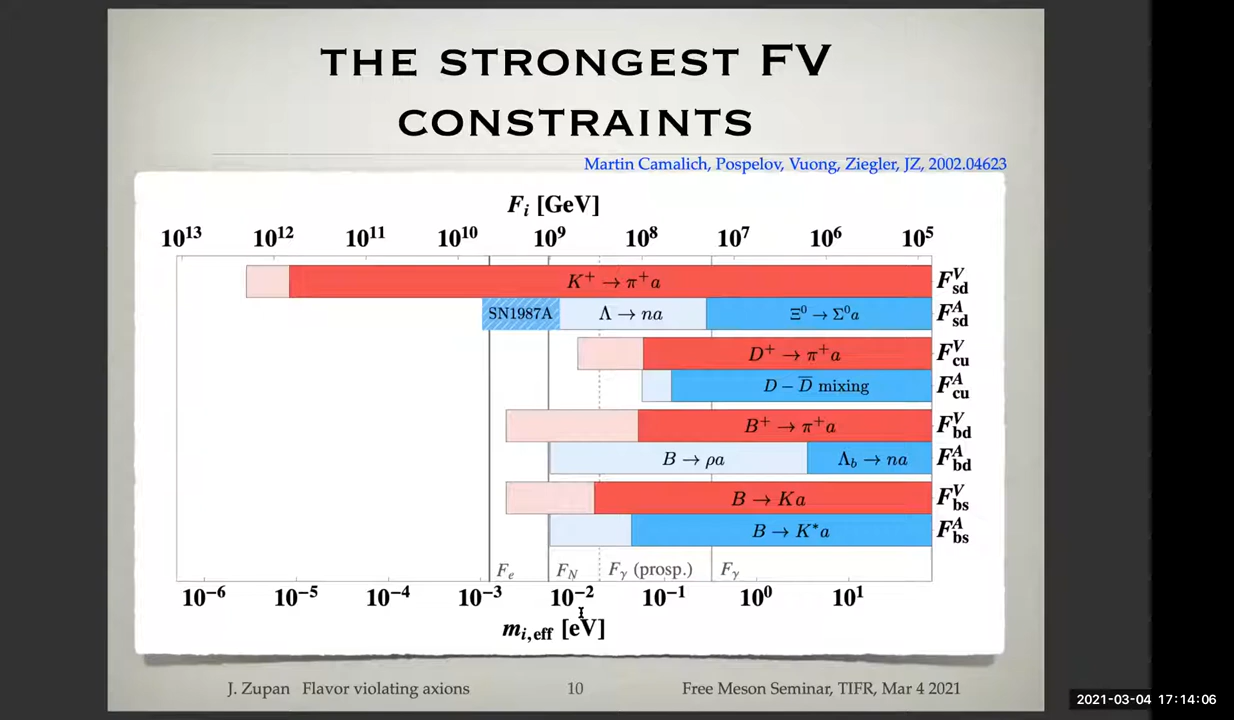 THE STRONGEST FV
CONSTRAINTS
Martin Camalich, Pospelov, Vuong, Ziegler, JZ, 2002.04623
F_i [GeV]
10^13 10^12 10^11 10^10 10^9 10^8 10^7 10^6 10^5
K^+ → π^+ a F^V_sd
SN1987A Λ → na Ξ^0 → Σ^0 a F^A_sd
D^+ → π^+ a F^V_cu
D − D̅ mixing F^A_cu
B^+ → π^+ a F^V_bd
B → ρa Λ_b → na F^A_bd
B → Ka F^V_bs
B → K^* a F^A_bs
F_e F_N F_γ (prosp.) F_γ
10^−6 10^−5 10^−4 10^−3 10^−2 10^−1 10^0 10^1
m_i,eff [eV]
J. Zupan Flavor violating axions 10 Free Meson Seminar, TIFR, Mar 4 2021
2021-03-04 17:14:06